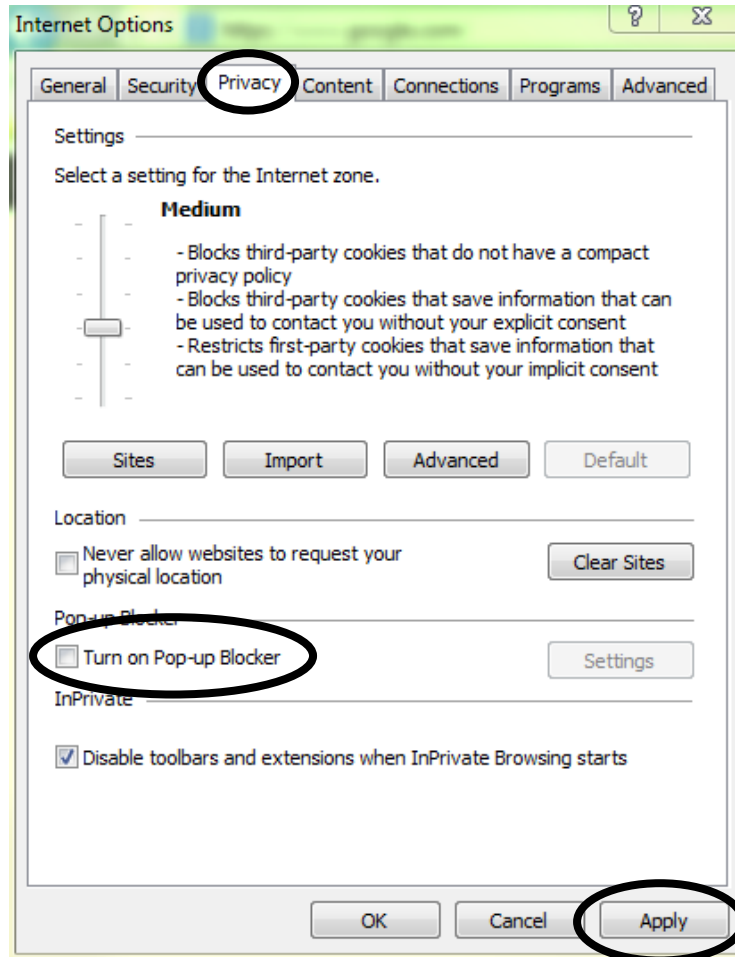 Internet Options
General Security Privacy Content Connections Programs Advanced
Settings
Select a setting for the Internet zone.
Medium
- Blocks third-party cookies that do not have a compact
privacy policy
- Blocks third-party cookies that save information that can
be used to contact you without your explicit consent
- Restricts first-party cookies that save information that
can be used to contact you without your implicit consent
Sites Import Advanced Default
Location
Never allow websites to request your
physical location
Clear Sites
Pop-up Blocker
Turn on Pop-up Blocker Settings
InPrivate
Disable toolbars and extensions when InPrivate Browsing starts
OK Cancel Apply